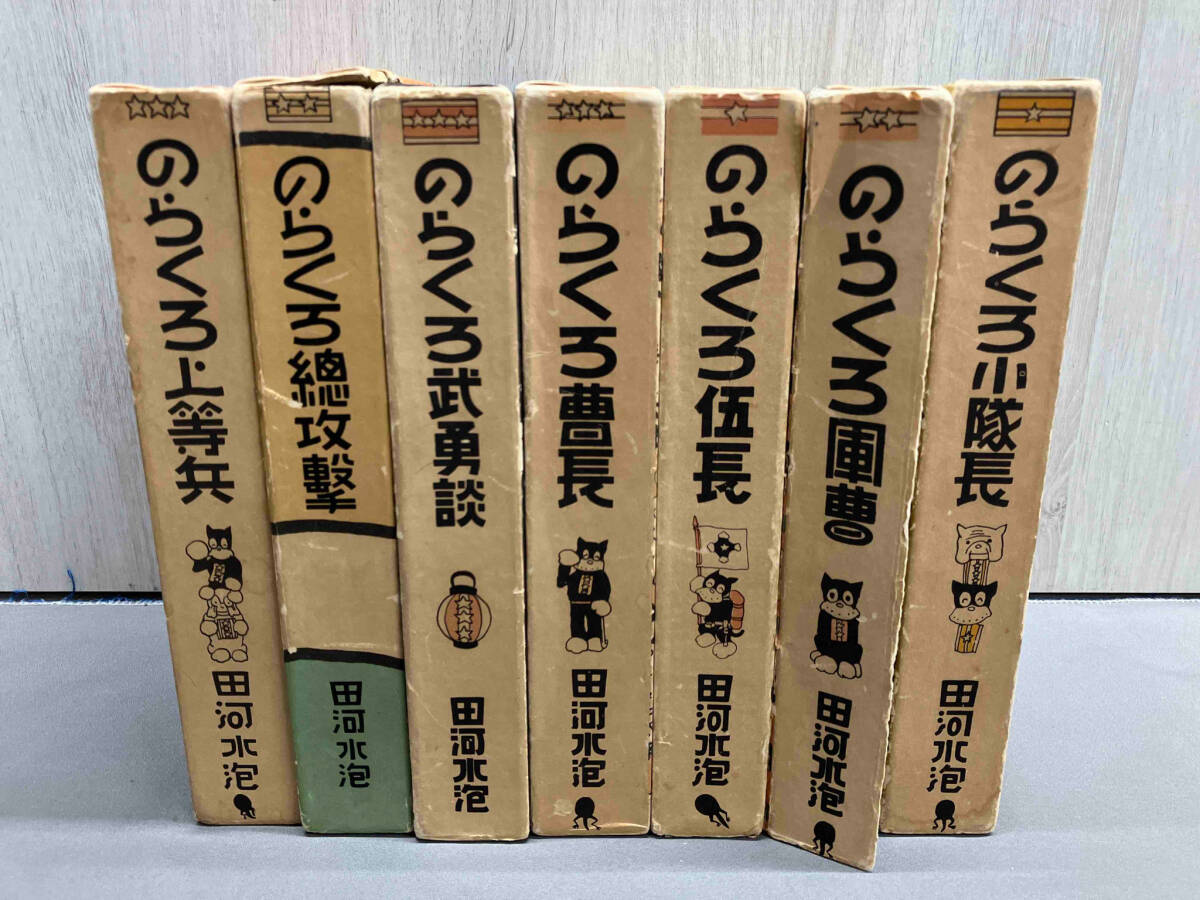 のらくろ上等兵
田河水泡
のらくろ總攻撃
田河水泡
のらくろ武勇談
田河水泡
のらくろ曹長
田河水泡
のらくろ伍長
田河水泡
のらくろ軍曹
田河水泡
のらくろ小隊長
田河水泡